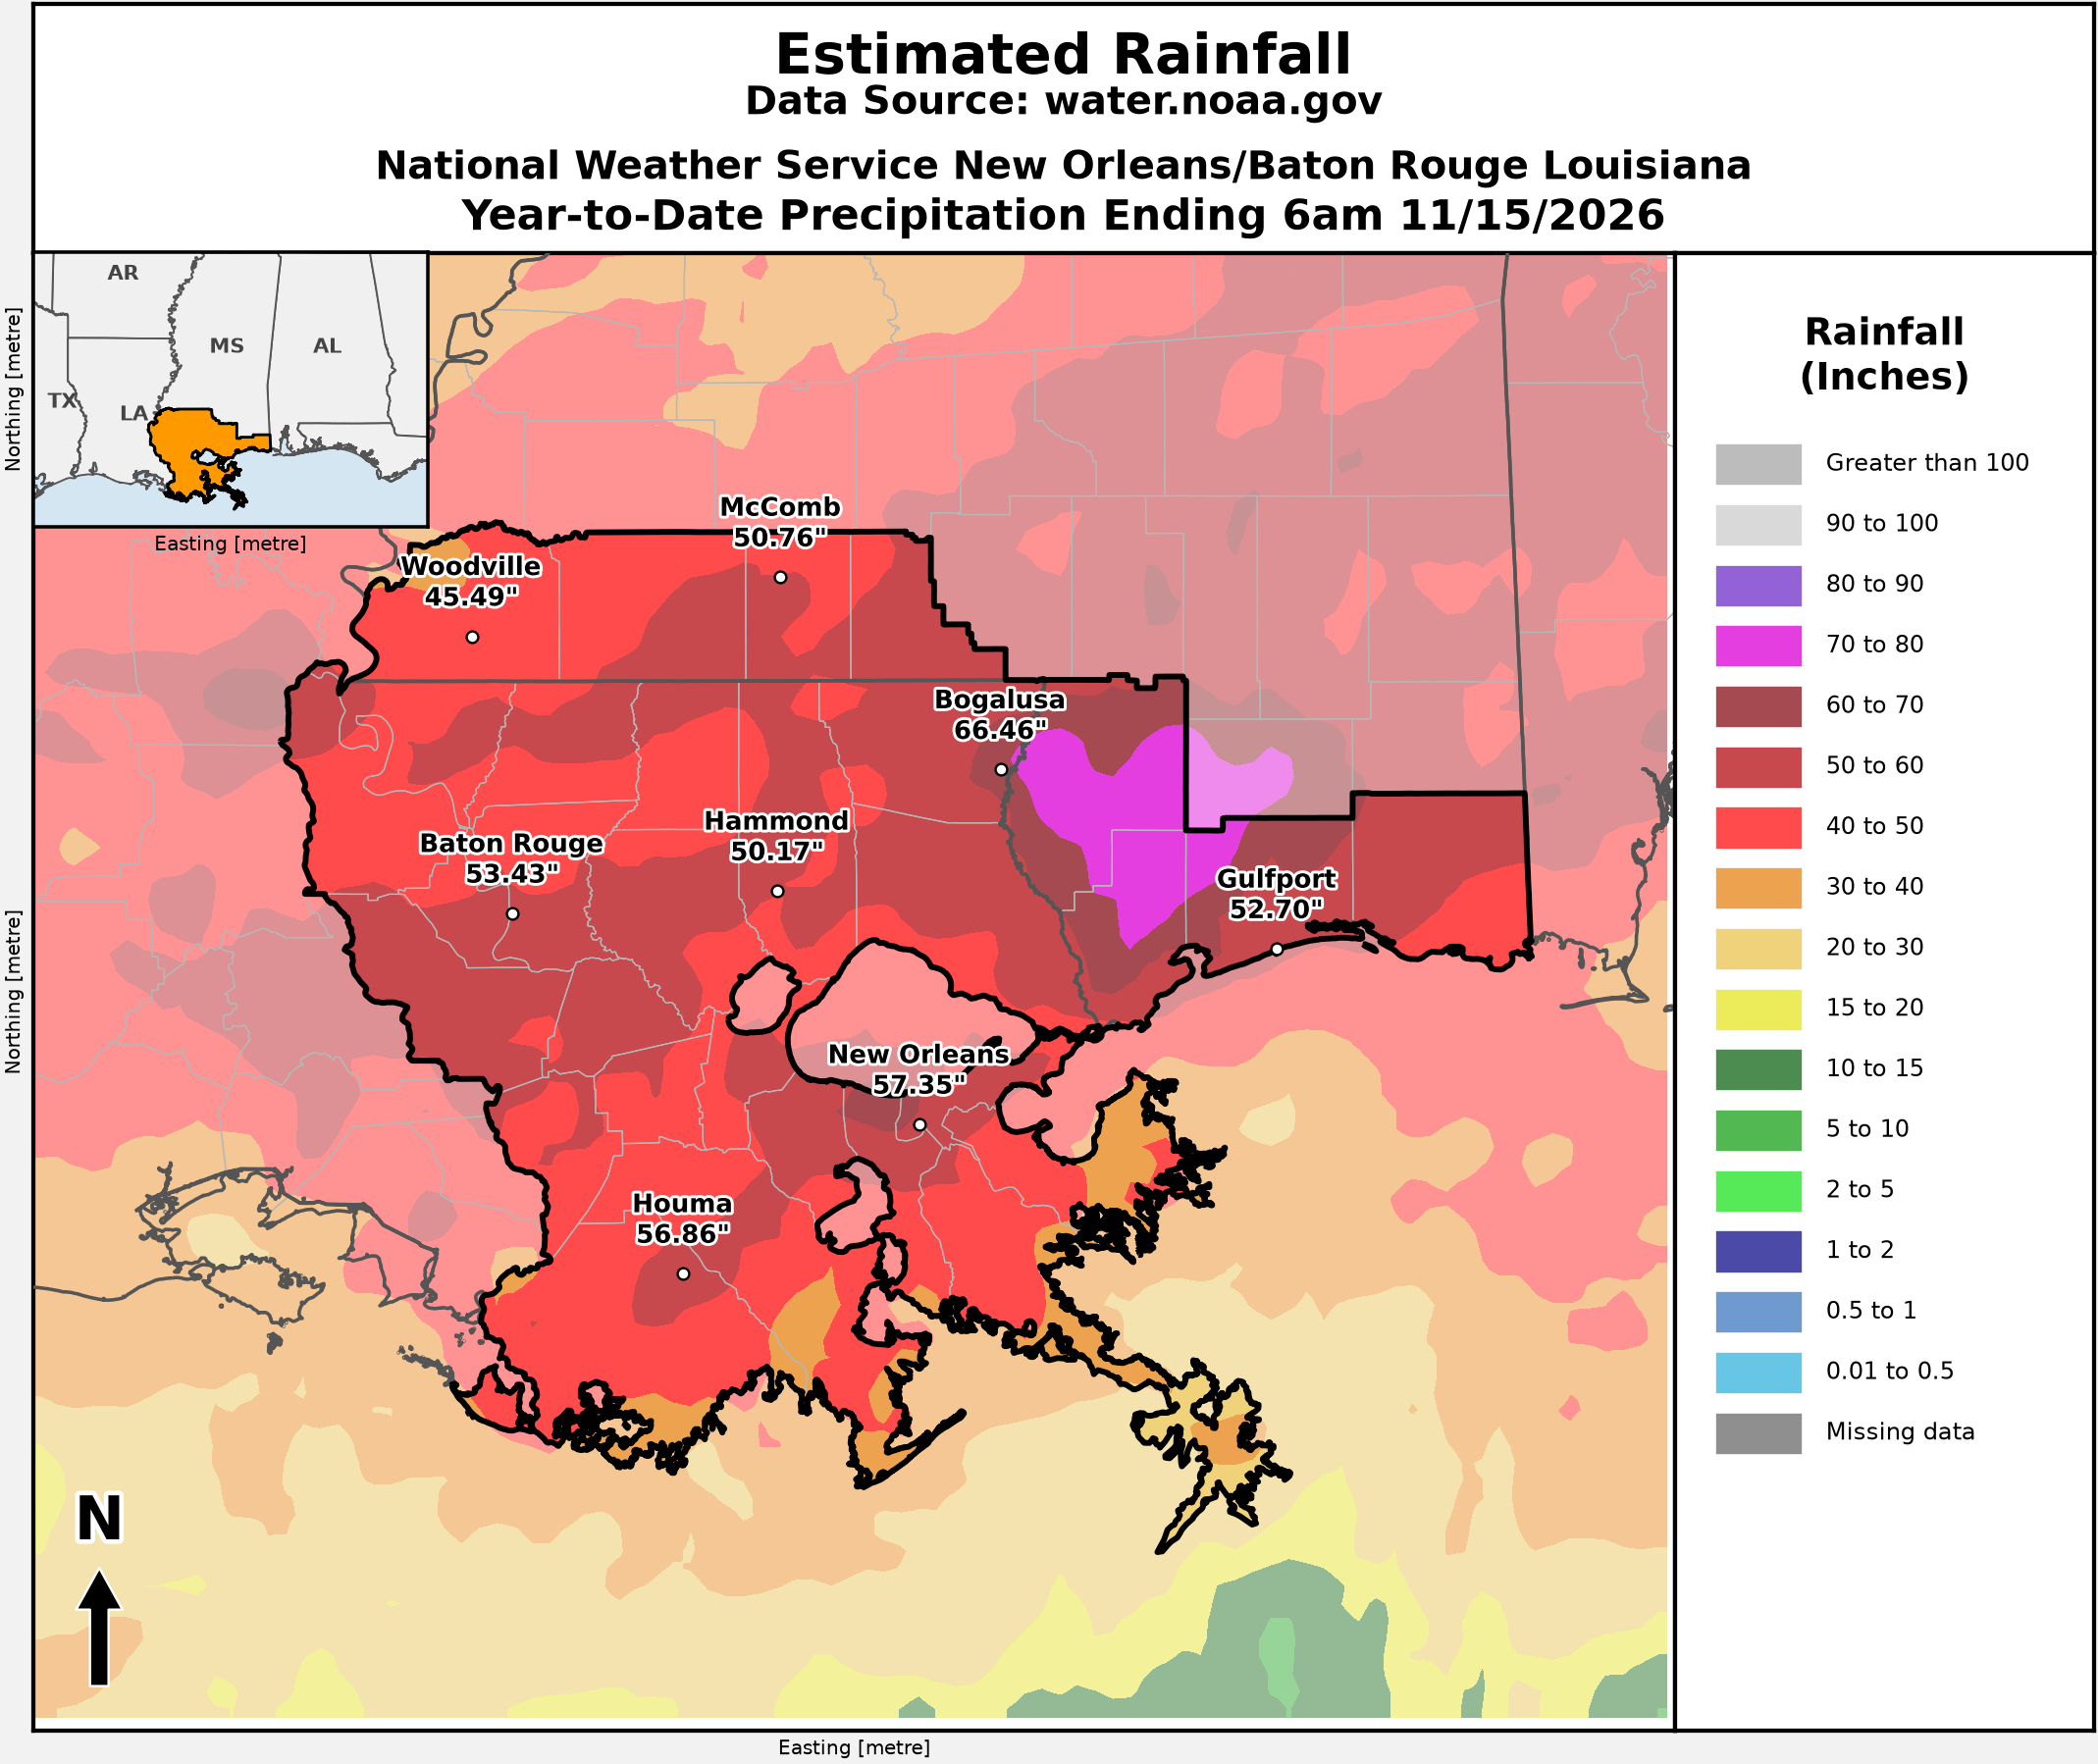 Estimated Rainfall
Data Source: water.noaa.gov
National Weather Service New Orleans/Baton Rouge Louisiana
Year-to-Date Precipitation Ending 6am 11/15/2026
Northing [metre]
AR
MS
AL
TX
LA
Easting [metre]
McComb
50.76"
Woodville
45.49"
Bogalusa
66.46"
Hammond
50.17"
Baton Rouge
53.43"
Gulfport
52.70"
New Orleans
57.35"
Houma
56.86"
N
Northing [metre]
Easting [metre]
Rainfall
(Inches)
Greater than 100
90 to 100
80 to 90
70 to 80
60 to 70
50 to 60
40 to 50
30 to 40
20 to 30
15 to 20
10 to 15
5 to 10
2 to 5
1 to 2
0.5 to 1
0.01 to 0.5
Missing data